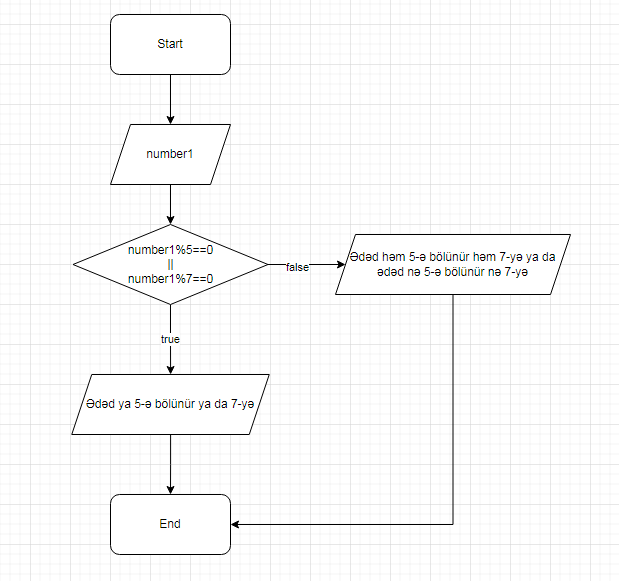 Start
number1
number1%5==0
||
number1%7==0
false
Ədəd həm 5-ə bölünür həm 7-yə ya da
ədəd nə 5-ə bölünür nə 7-yə
true
Ədəd ya 5-ə bölünür ya da 7-yə
End